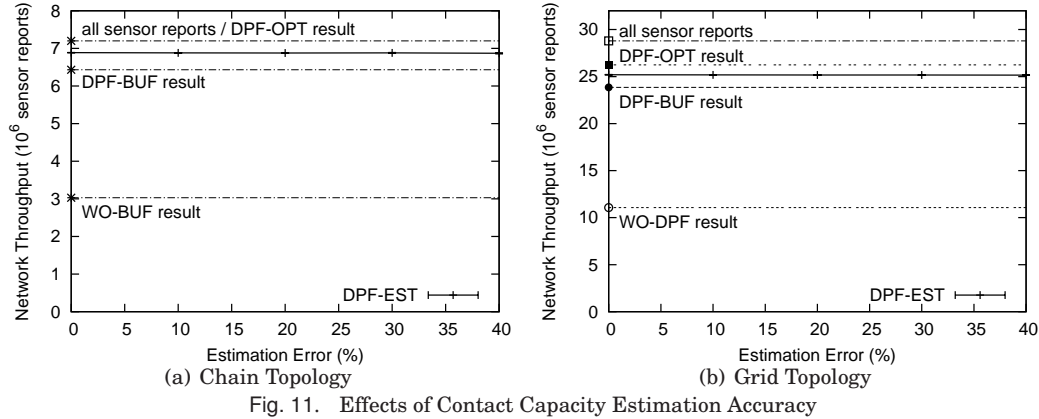 Network Throughput (10^6 sensor reports)
8
7
6
5
4
3
2
1
0
all sensor reports / DPF-OPT result
DPF-BUF result
WO-BUF result
DPF-EST
0 5 10 15 20 25 30 35 40
Estimation Error (%)
(a) Chain Topology
Network Throughput (10^6 sensor reports)
30
25
20
15
10
5
0
all sensor reports
DPF-OPT result
DPF-BUF result
WO-DPF result
DPF-EST
0 5 10 15 20 25 30 35 40
Estimation Error (%)
(b) Grid Topology
Fig. 11. Effects of Contact Capacity Estimation Accuracy